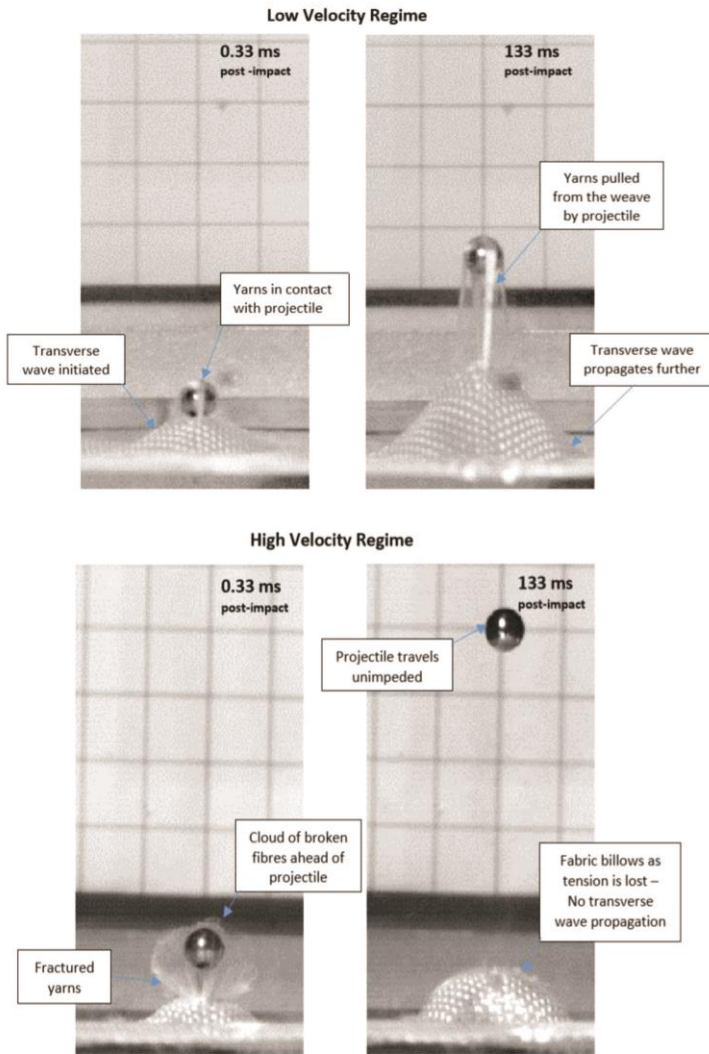 Low Velocity Regime
0.33 ms
post -impact
133 ms
post-impact
Yarns pulled
from the weave
by projectile
Yarns in contact
with projectile
Transverse
wave initiated
Transverse wave
propagates further
High Velocity Regime
0.33 ms
post-impact
133 ms
post-impact
Projectile travels
unimpeded
Cloud of broken
fibres ahead of
projectile
Fabric billows as
tension is lost –
No transverse
wave propagation
Fractured
yarns